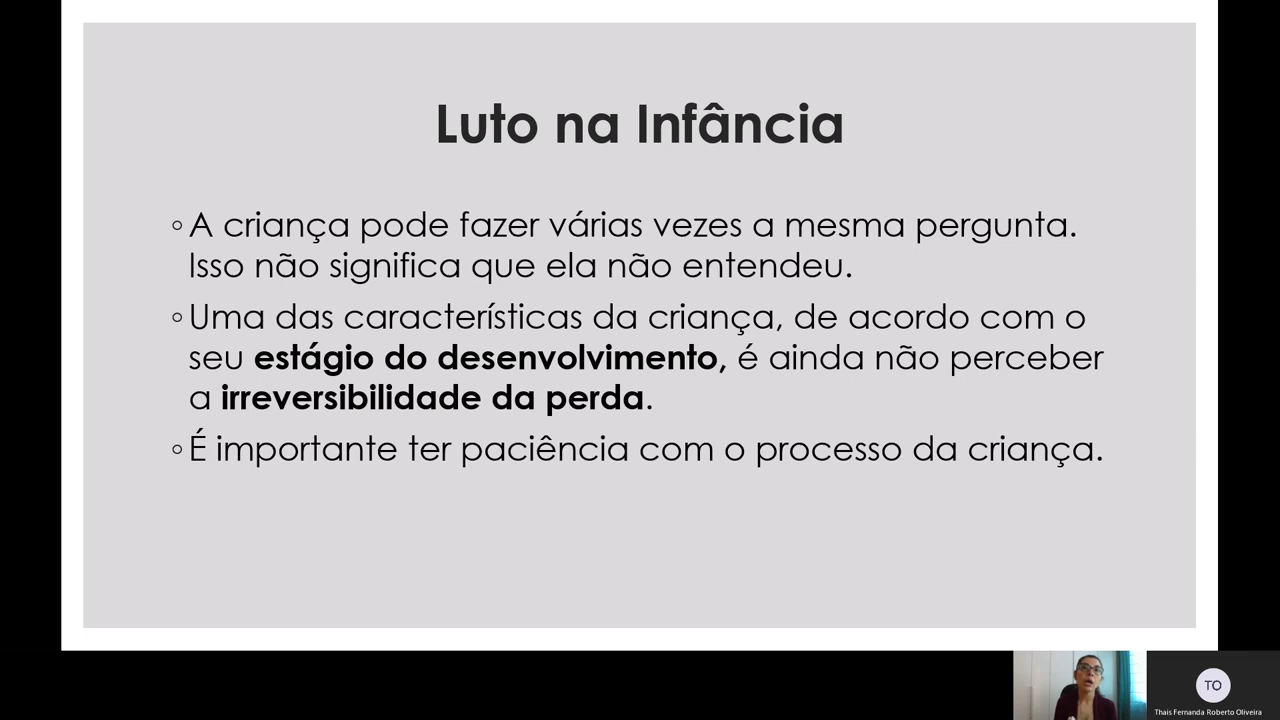 Luto na Infância
◦A criança pode fazer várias vezes a mesma pergunta.
Isso não significa que ela não entendeu.
◦Uma das características da criança, de acordo com o
seu estágio do desenvolvimento, é ainda não perceber
a irreversibilidade da perda.
◦É importante ter paciência com o processo da criança.
TO
Thais Fernanda Roberto Oliveira